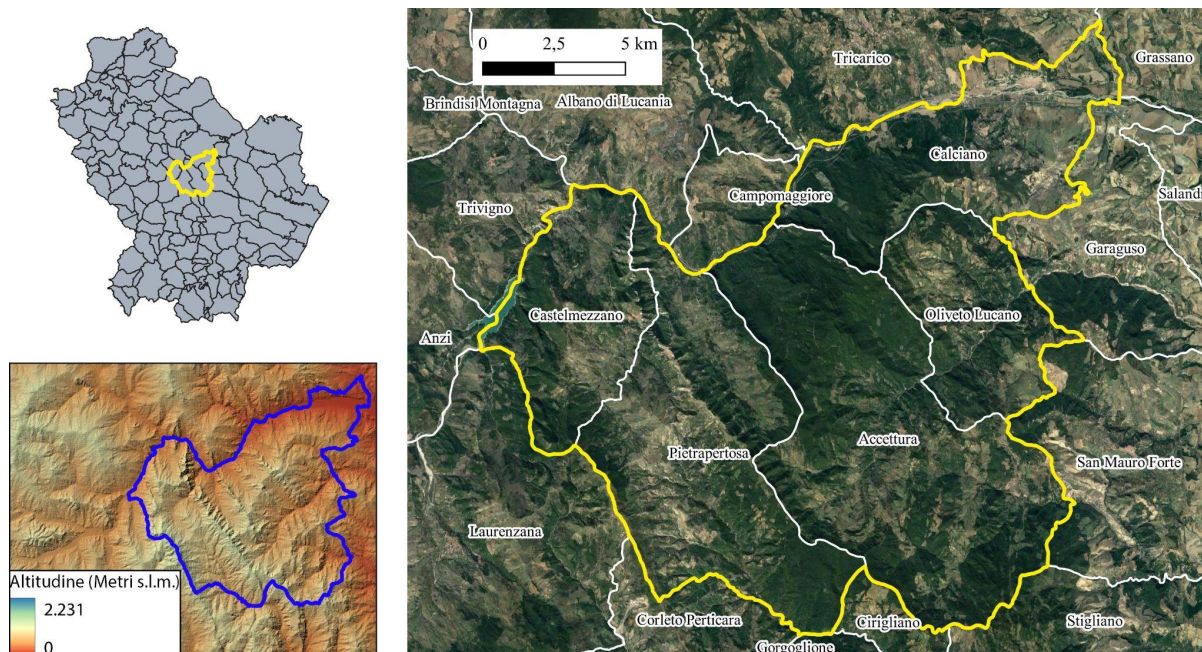 0 2,5 5 km
Tricarico
Grassano
Brindisi Montagna
Albano di Lucania
Calciano
Campomaggiore
Salandr
Trivigno
Garaguso
Castelmezzano
Oliveto Lucano
Anzi
Accettura
Pietrapertosa
San Mauro Forte
Laurenzana
Altitudine (Metri s.l.m.)
2.231
0
Corleto Perticara
Cirigliano
Stigliano
Gorgoglione